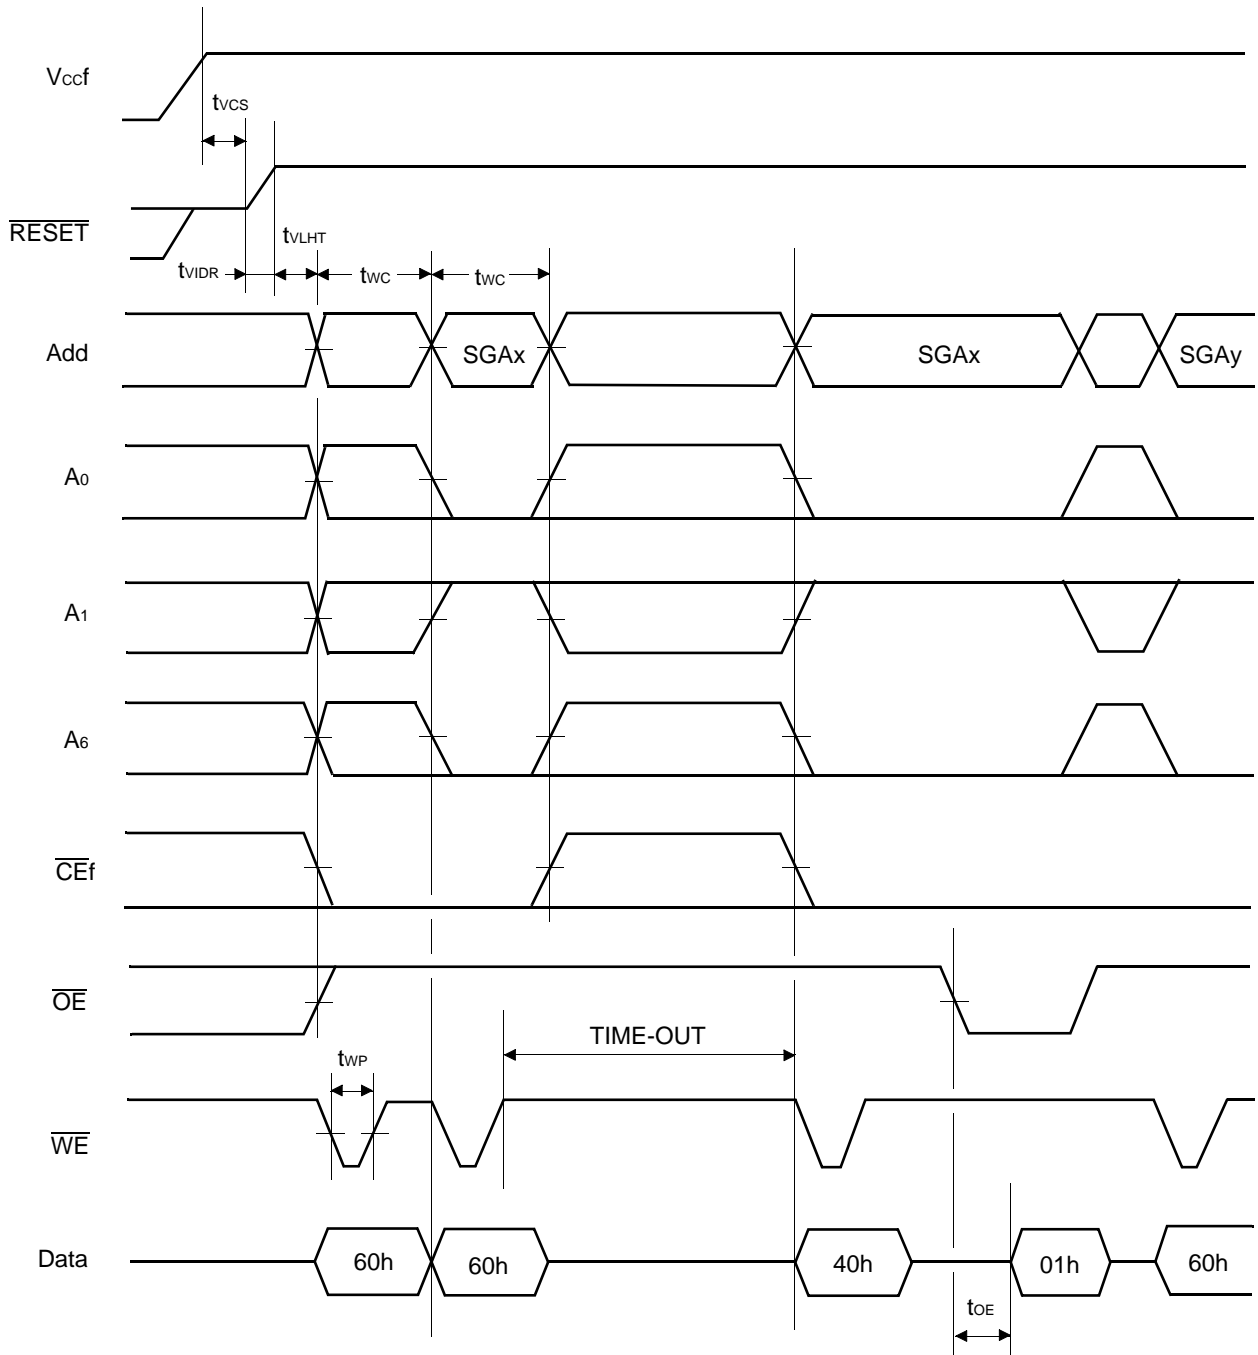 Vccf
tvcs
RESET
tVLHT
tVIDR
tWC
tWC
Add
SGAx
SGAx
SGAy
A0
A1
A6
CEf
OE
TIME-OUT
tWP
WE
Data
60h
60h
40h
01h
60h
tOE